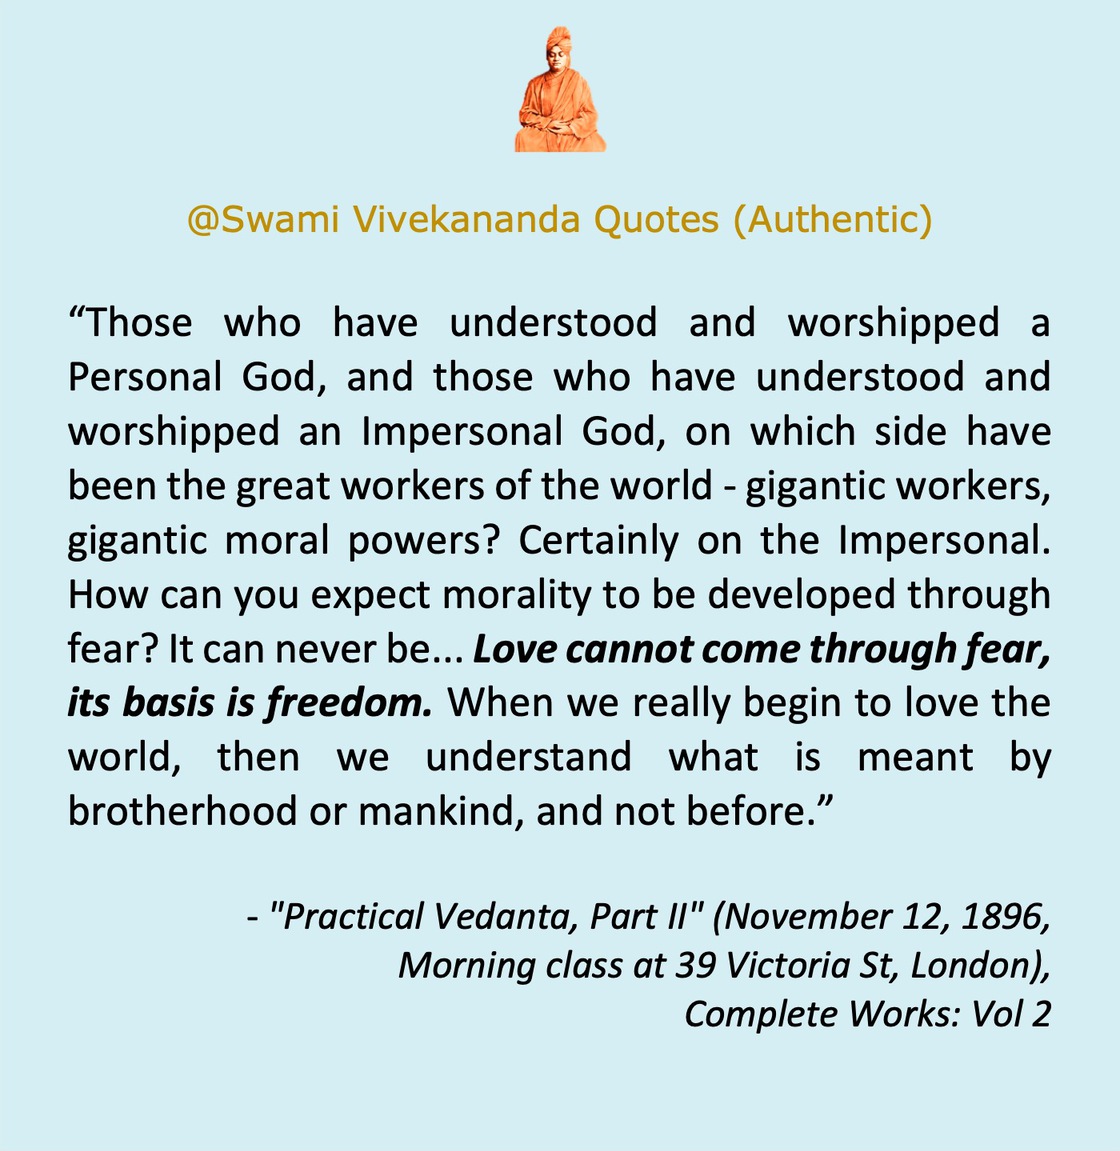 @Swami Vivekananda Quotes (Authentic)
“Those who have understood and worshipped a
Personal God, and those who have understood and
worshipped an Impersonal God, on which side have
been the great workers of the world - gigantic workers,
gigantic moral powers? Certainly on the Impersonal.
How can you expect morality to be developed through
fear? It can never be... Love cannot come through fear,
its basis is freedom. When we really begin to love the
world, then we understand what is meant by
brotherhood or mankind, and not before.”
- "Practical Vedanta, Part II" (November 12, 1896,
Morning class at 39 Victoria St, London),
Complete Works: Vol 2